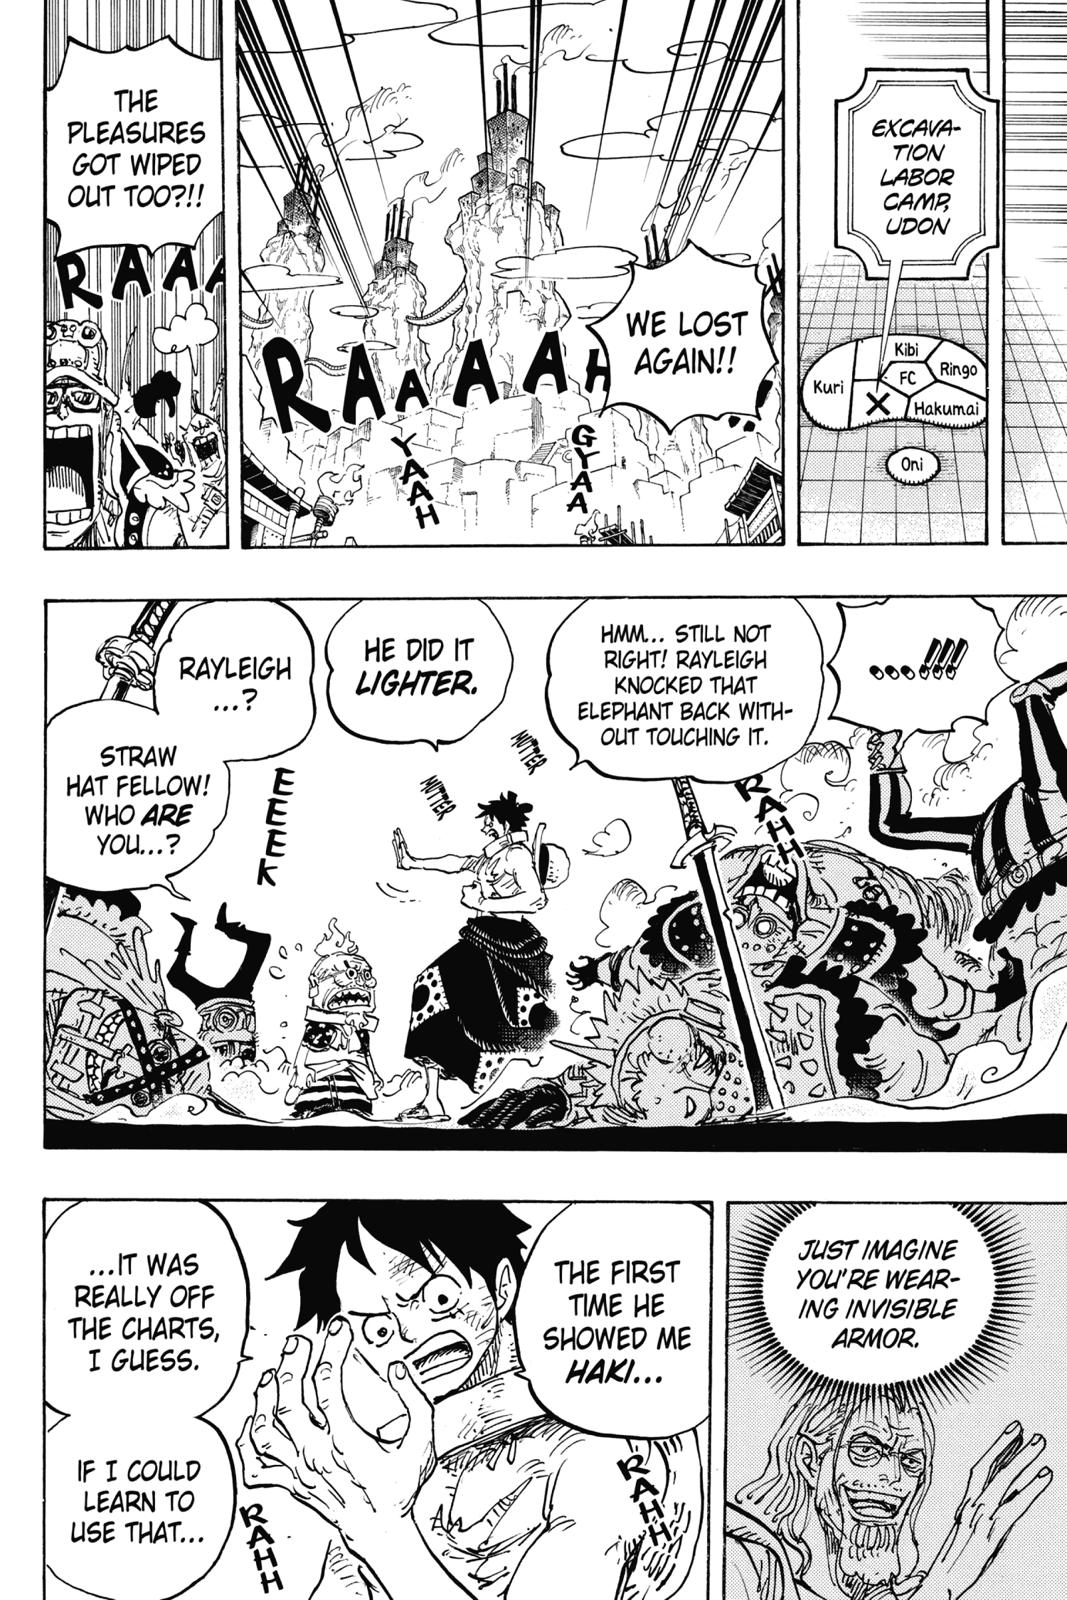 EXCAVA-
TION
LABOR
CAMP,
UDON
Kibi
Ringo
Kuri
FC
Hakumai
Oni
WE LOST
AGAIN!!
RAAAAH
YAAH
GYAA
THE
PLEASURES
GOT WIPED
OUT TOO?!!
RAAA
...!!!
HMM... STILL NOT
RIGHT! RAYLEIGH
KNOCKED THAT
ELEPHANT BACK WITH-
OUT TOUCHING IT.
HE DID IT
LIGHTER.
RAYLEIGH
...?
STRAW
HAT FELLOW!
WHO ARE
YOU...?
RAHH
MUTTER
MUTTER
EEEEK
JUST IMAGINE
YOU'RE WEAR-
ING INVISIBLE
ARMOR.
THE FIRST
TIME HE
SHOWED ME
HAKI...
...IT WAS
REALLY OFF
THE CHARTS,
I GUESS.
IF I COULD
LEARN TO
USE THAT...
RAHH
RAHH